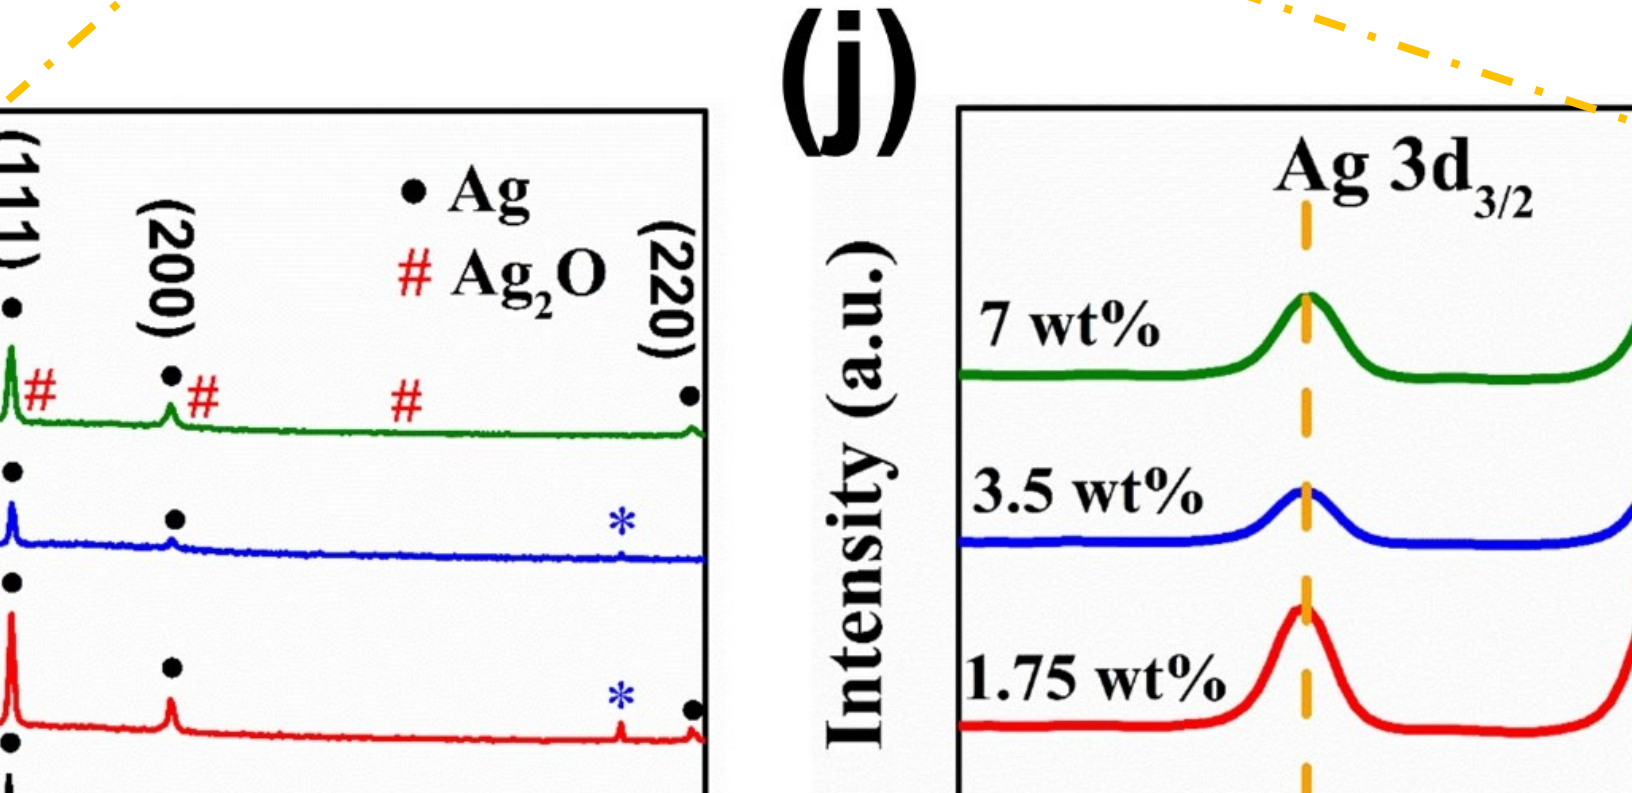 (111)
(200)
● Ag
# Ag₂O
(220)
#
#
#
*
*
(j)
Intensity (a.u.)
Ag 3d₃/₂
7 wt%
3.5 wt%
1.75 wt%